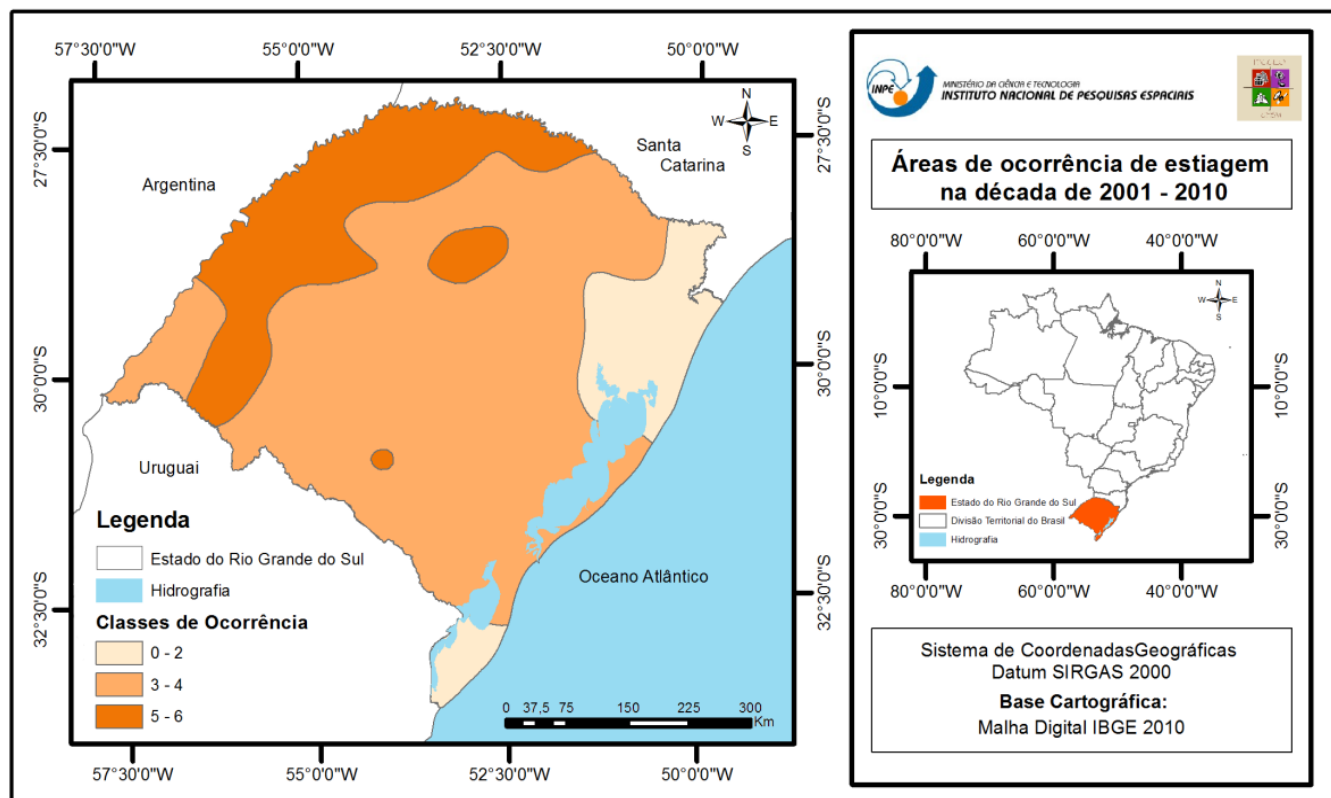 57°30'0"W
55°0'0"W
52°30'0"W
50°0'0"W
27°30'0"S
30°0'0"S
32°30'0"S
27°30'0"S
30°0'0"S
32°30'0"S
57°30'0"W
55°0'0"W
52°30'0"W
50°0'0"W
N
W
E
S
Santa
Catarina
Argentina
Uruguai
Oceano Atlântico
Legenda
Estado do Rio Grande do Sul
Hidrografia
Classes de Ocorrência
0 - 2
3 - 4
5 - 6
0 37,5 75 150 225 300
Km
INPE
MINISTÉRIO DA CIÊNCIA E TECNOLOGIA
INSTITUTO NACIONAL DE PESQUISAS ESPACIAIS
Áreas de ocorrência de estiagem
na década de 2001 - 2010
80°0'0"W
60°0'0"W
40°0'0"W
N
W
E
S
10°0'0"S
30°0'0"S
10°0'0"S
30°0'0"S
Legenda
Estado do Rio Grande do Sul
Divisão Territorial do Brasil
Hidrografia
80°0'0"W
60°0'0"W
40°0'0"W
Sistema de CoordenadasGeográficas
Datum SIRGAS 2000
Base Cartográfica:
Malha Digital IBGE 2010